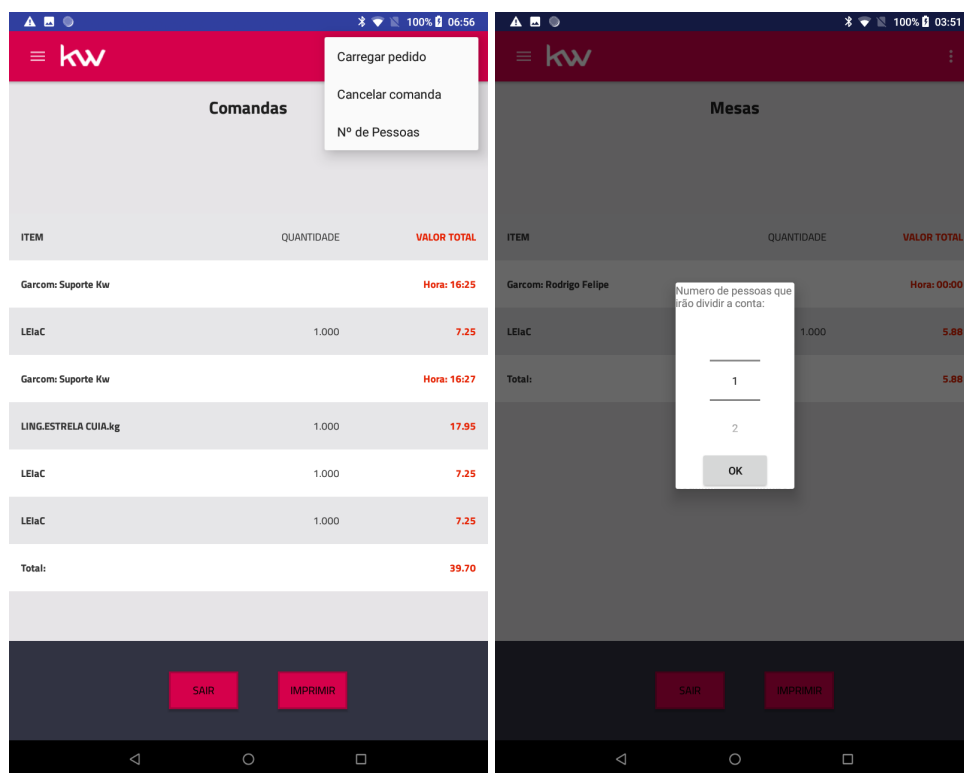 100% 06:56
kw
Carregar pedido
Cancelar comanda
Nº de Pessoas
Comandas
ITEM QUANTIDADE VALOR TOTAL
Garcom: Suporte Kw Hora: 16:25
LEIaC 1.000 7.25
Garcom: Suporte Kw Hora: 16:27
LING.ESTRELA CUIA.kg 1.000 17.95
LEIaC 1.000 7.25
LEIaC 1.000 7.25
Total: 39.70
SAIR IMPRIMIR
100% 03:51
kw
Mesas
ITEM QUANTIDADE VALOR TOTAL
Garcom: Rodrigo Felipe Hora: 00:00
LEIaC 1.000 5.88
Total: 5.88
Numero de pessoas que
irão dividir a conta:
1
2
OK
SAIR IMPRIMIR